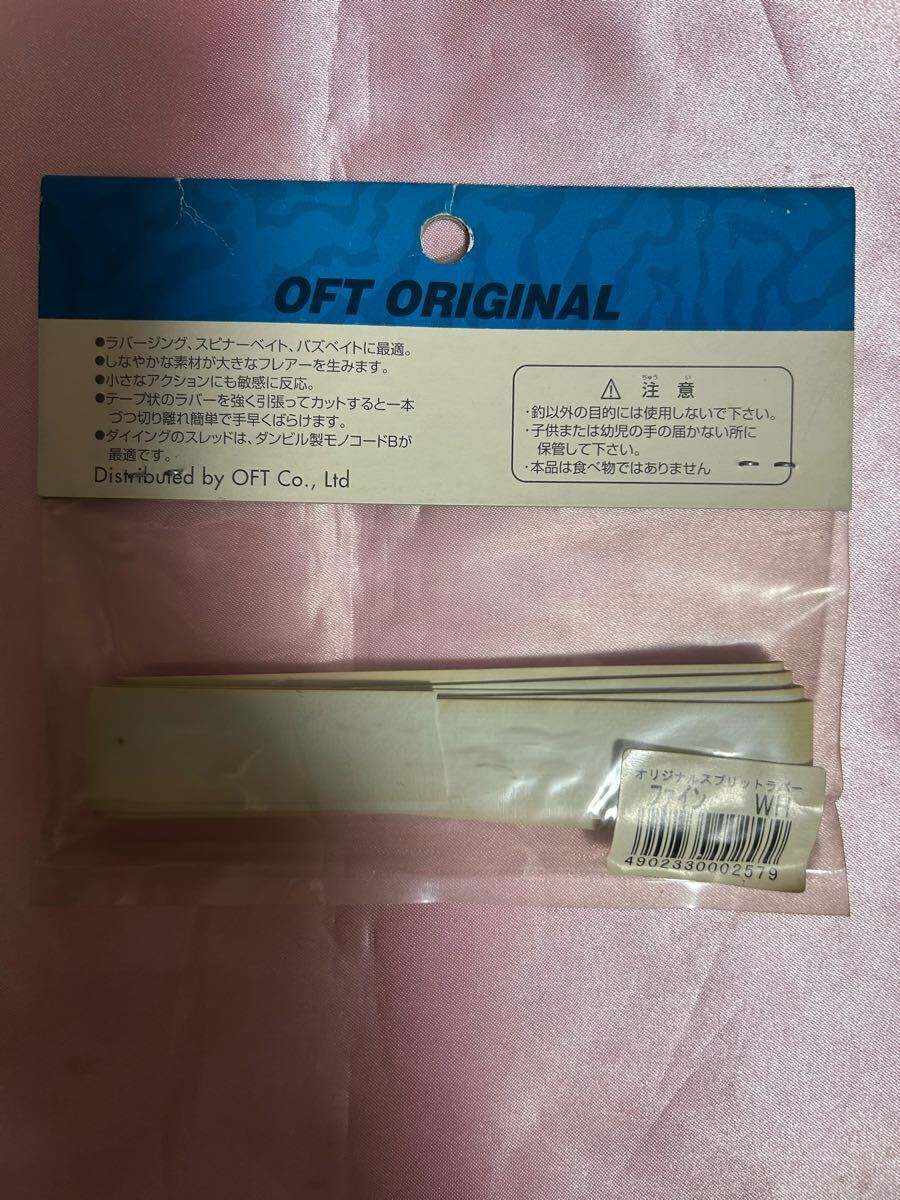 OFT ORIGINAL
●ラバージング、スピナーベイト、バズベイトに最適。
●しなやかな素材が大きなフレアーを生みます。
●小さなアクションにも敏感に反応。
●テープ状のラバーを強く引張ってカットすると一本
づつ切り離れ簡単で手早くばらけます。
●ダイイングのスレッドは、ダンビル製モノコードBが
最適です。
Distributed by OFT Co., Ltd
ちゅう い
注 意
・釣以外の目的には使用しないで下さい。
・子供または幼児の手の届かない所に
保管して下さい。
・本品は食べ物ではありません
オリジナルスプリットラバー
ファイン WH
4902330002579